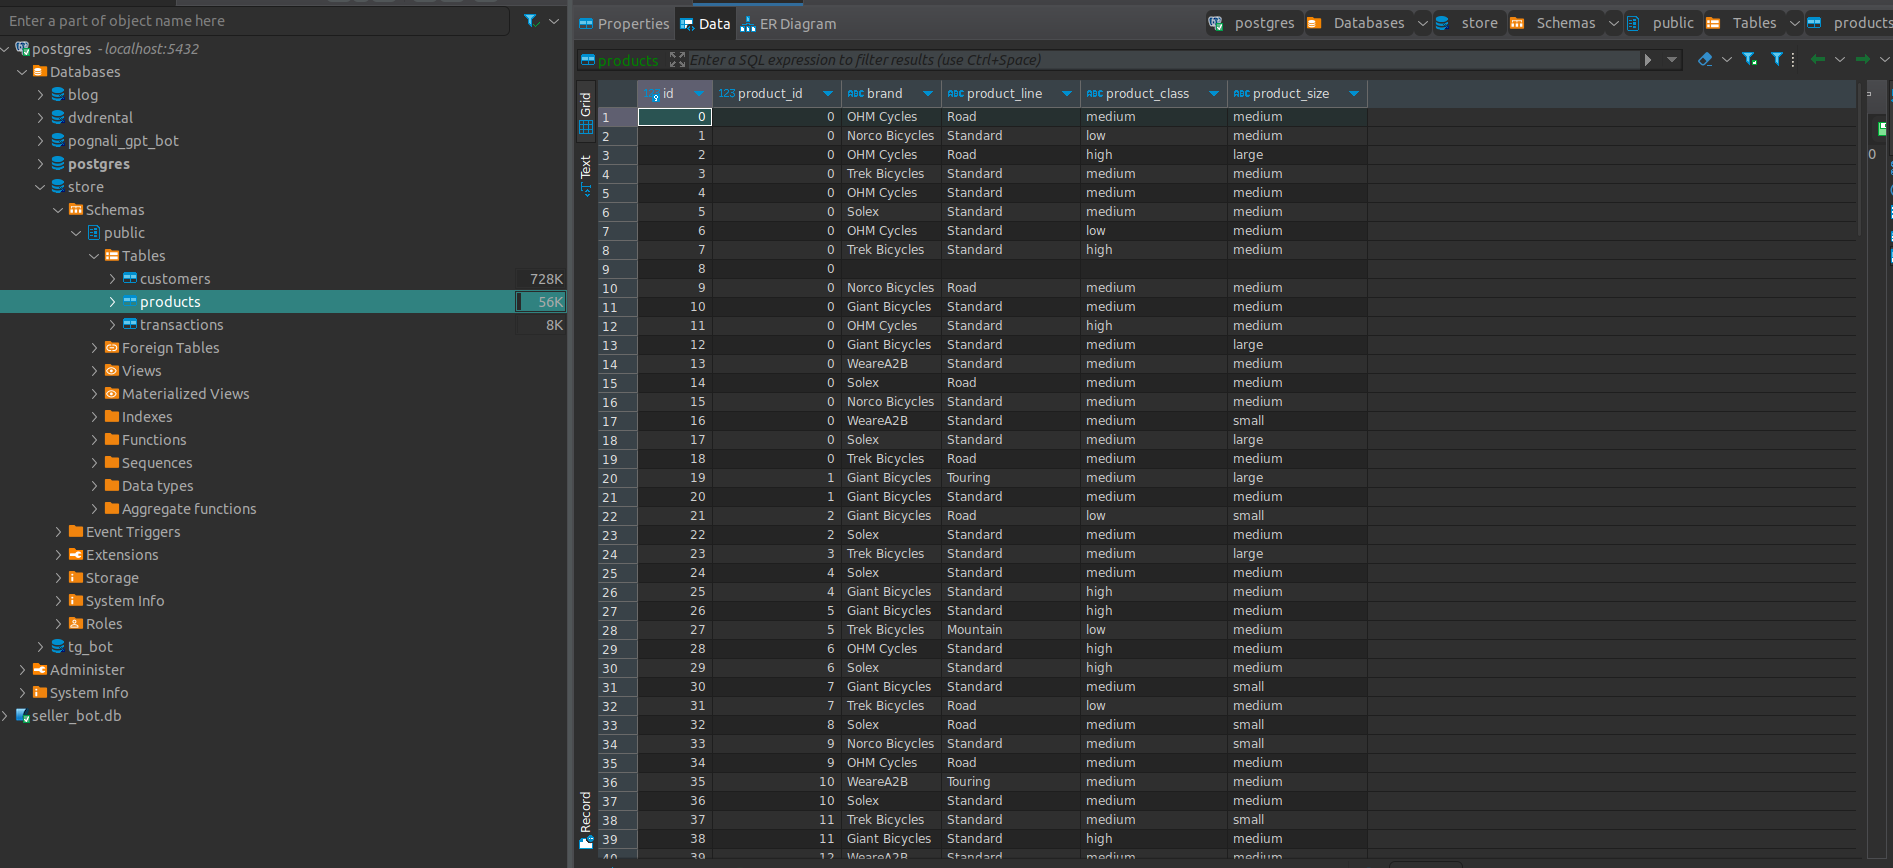 Enter a part of object name here
postgres - localhost:5432
Databases
blog
dvdrental
pognali_gpt_bot
postgres
store
Schemas
public
Tables
customers 728K
products 56K
transactions 8K
Foreign Tables
Views
Materialized Views
Indexes
Functions
Sequences
Data types
Aggregate functions
Event Triggers
Extensions
Storage
System Info
Roles
tg_bot
Administer
System Info
seller_bot.db
Properties Data ER Diagram postgres Databases store Schemas public Tables products
products Enter a SQL expression to filter results (use Ctrl+Space)
Grid
Text
Record
id 123 product_id ABC brand ABC product_line ABC product_class ABC product_size
1 0 0 OHM Cycles Road medium medium
2 1 0 Norco Bicycles Standard low medium
3 2 0 OHM Cycles Road high large
4 3 0 Trek Bicycles Standard medium medium
5 4 0 OHM Cycles Standard medium medium
6 5 0 Solex Standard medium medium
7 6 0 OHM Cycles Standard low medium
8 7 0 Trek Bicycles Standard high medium
9 8 0
10 9 0 Norco Bicycles Road medium medium
11 10 0 Giant Bicycles Standard medium medium
12 11 0 OHM Cycles Standard high medium
13 12 0 Giant Bicycles Standard medium large
14 13 0 WeareA2B Standard medium medium
15 14 0 Solex Road medium medium
16 15 0 Norco Bicycles Standard medium medium
17 16 0 WeareA2B Standard medium small
18 17 0 Solex Standard medium large
19 18 0 Trek Bicycles Road medium medium
20 19 1 Giant Bicycles Touring medium large
21 20 1 Giant Bicycles Standard medium medium
22 21 2 Giant Bicycles Road low small
23 22 2 Solex Standard medium medium
24 23 3 Trek Bicycles Standard medium large
25 24 4 Solex Standard medium medium
26 25 4 Giant Bicycles Standard high medium
27 26 5 Giant Bicycles Standard high medium
28 27 5 Trek Bicycles Mountain low medium
29 28 6 OHM Cycles Standard high medium
30 29 6 Solex Standard high medium
31 30 7 Giant Bicycles Standard medium small
32 31 7 Trek Bicycles Road low medium
33 32 8 Solex Road medium small
34 33 9 Norco Bicycles Standard medium small
35 34 9 OHM Cycles Road medium medium
36 35 10 WeareA2B Touring medium medium
37 36 10 Solex Standard medium medium
38 37 11 Trek Bicycles Standard medium small
39 38 11 Giant Bicycles Standard high medium
40 39 12 WeareA2B Standard medium medium
0